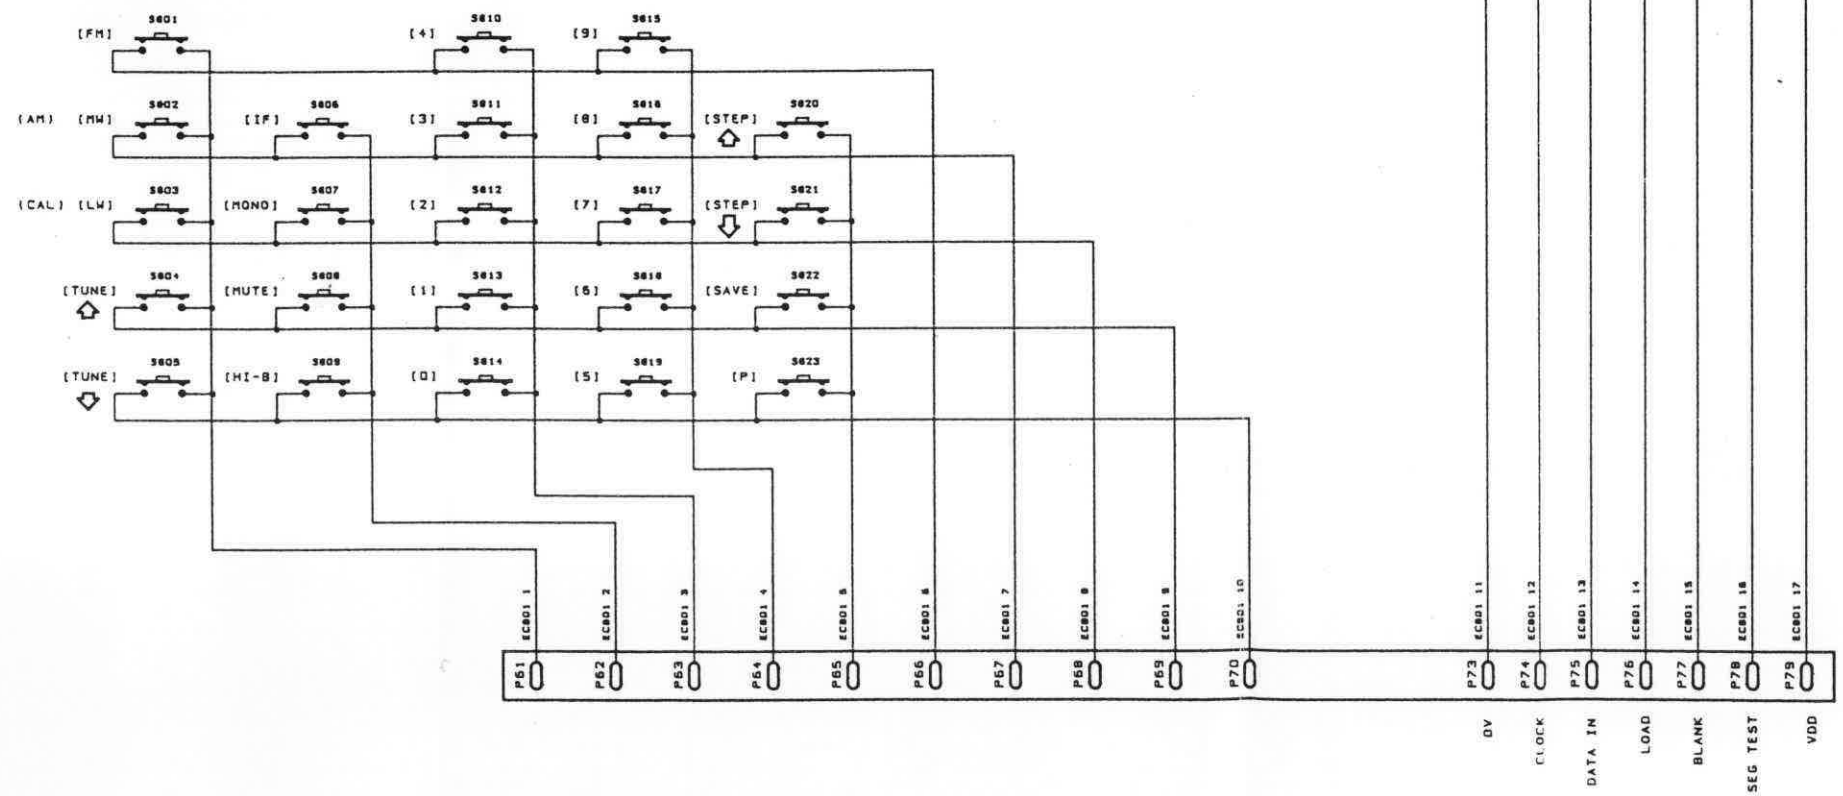 S601 S610 S615
[FM] [4] [9]
S602 S606 S611 S616 S620
(AM) [MW] [IF] [3] [8] [STEP]
S603 S607 S612 S617 S621
(CAL) [LW] [MONO] [2] [7] [STEP]
S604 S608 S613 S618 S622
[TUNE] [MUTE] [1] [6] [SAVE]
S605 S609 S614 S619 S623
[TUNE] [HI-B] [0] [5] [P]
EC801 1
EC801 2
EC801 3
EC801 4
EC801 5
EC801 6
EC801 7
EC801 8
EC801 9
EC801 10
EC801 11
EC801 12
EC801 13
EC801 14
EC801 15
EC801 16
EC801 17
P61
P62
P63
P64
P65
P66
P67
P68
P69
P70
P73
P74
P75
P76
P77
P78
P79
0V
CLOCK
DATA IN
LOAD
BLANK
SEG TEST
VDD